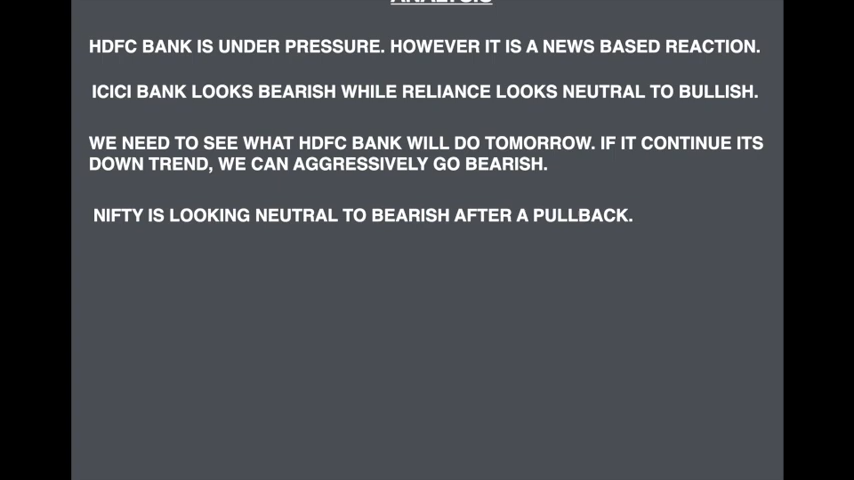 ANALYSIS
HDFC BANK IS UNDER PRESSURE. HOWEVER IT IS A NEWS BASED REACTION.
ICICI BANK LOOKS BEARISH WHILE RELIANCE LOOKS NEUTRAL TO BULLISH.
WE NEED TO SEE WHAT HDFC BANK WILL DO TOMORROW. IF IT CONTINUE ITS
DOWN TREND, WE CAN AGGRESSIVELY GO BEARISH.
NIFTY IS LOOKING NEUTRAL TO BEARISH AFTER A PULLBACK.